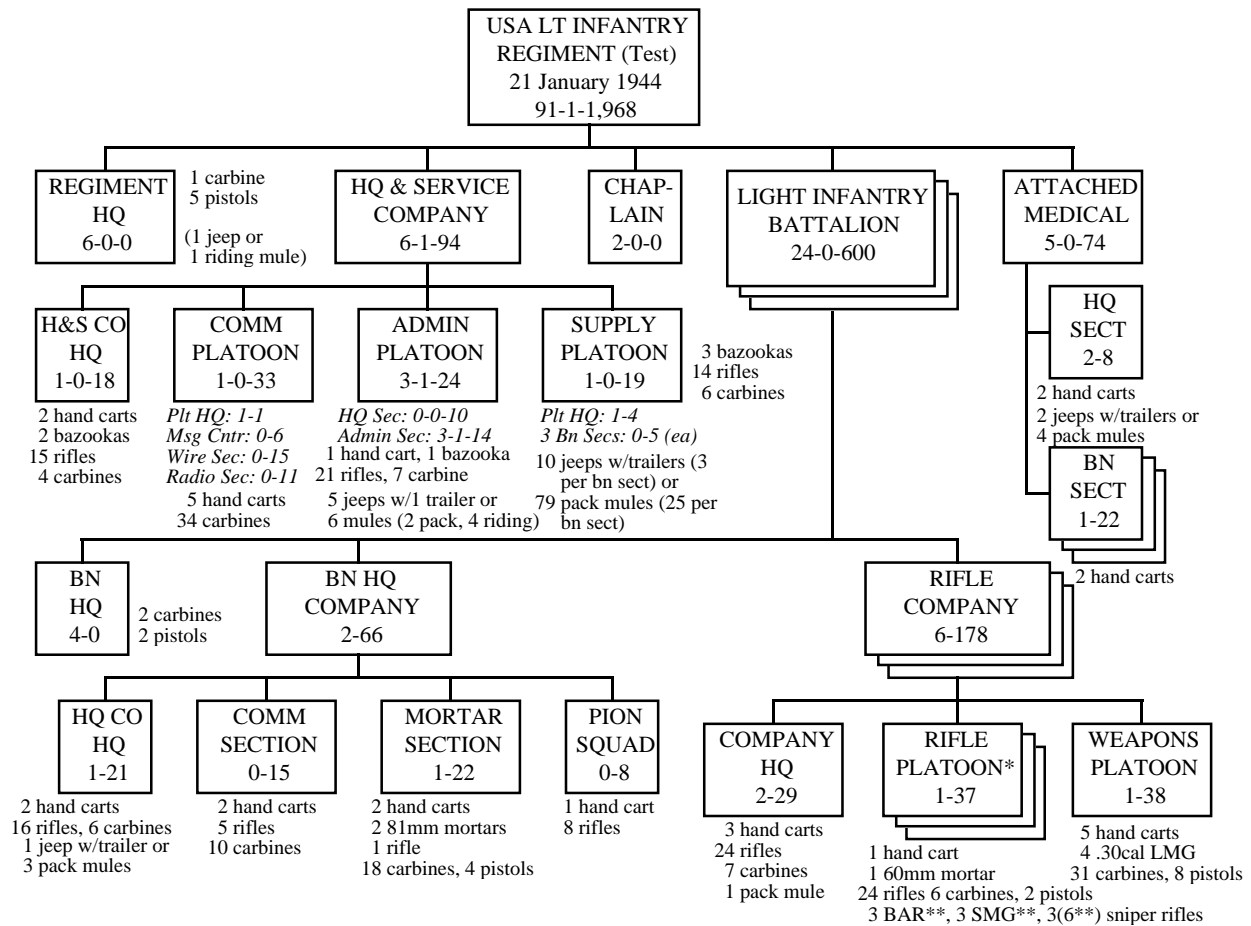 USA LT INFANTRY
REGIMENT (Test)
21 January 1944
91-1-1,968
REGIMENT
HQ
6-0-0
1 carbine
5 pistols
(1 jeep or
1 riding mule)
HQ & SERVICE
COMPANY
6-1-94
CHAP-
LAIN
2-0-0
LIGHT INFANTRY
BATTALION
24-0-600
ATTACHED
MEDICAL
5-0-74
H&S CO
HQ
1-0-18
2 hand carts
2 bazookas
15 rifles
4 carbines
COMM
PLATOON
1-0-33
Plt HQ: 1-1
Msg Cntr: 0-6
Wire Sec: 0-15
Radio Sec: 0-11
5 hand carts
34 carbines
ADMIN
PLATOON
3-1-24
HQ Sec: 0-0-10
Admin Sec: 3-1-14
1 hand cart, 1 bazooka
21 rifles, 7 carbine
5 jeeps w/1 trailer or
6 mules (2 pack, 4 riding)
SUPPLY
PLATOON
1-0-19
3 bazookas
14 rifles
6 carbines
Plt HQ: 1-4
3 Bn Secs: 0-5 (ea)
10 jeeps w/trailers (3
per bn sect) or
79 pack mules (25 per
bn sect)
HQ
SECT
2-8
2 hand carts
2 jeeps w/trailers or
4 pack mules
BN
SECT
1-22
2 hand carts
BN
HQ
4-0
2 carbines
2 pistols
BN HQ
COMPANY
2-66
RIFLE
COMPANY
6-178
HQ CO
HQ
1-21
2 hand carts
16 rifles, 6 carbines
1 jeep w/trailer or
3 pack mules
COMM
SECTION
0-15
2 hand carts
5 rifles
10 carbines
MORTAR
SECTION
1-22
2 hand carts
2 81mm mortars
1 rifle
18 carbines, 4 pistols
PION
SQUAD
0-8
1 hand cart
8 rifles
COMPANY
HQ
2-29
3 hand carts
24 rifles
7 carbines
1 pack mule
RIFLE
PLATOON*
1-37
1 hand cart
1 60mm mortar
24 rifles 6 carbines, 2 pistols
3 BAR**, 3 SMG**, 3(6**) sniper rifles
WEAPONS
PLATOON
1-38
5 hand carts
4 .30cal LMG
31 carbines, 8 pistols